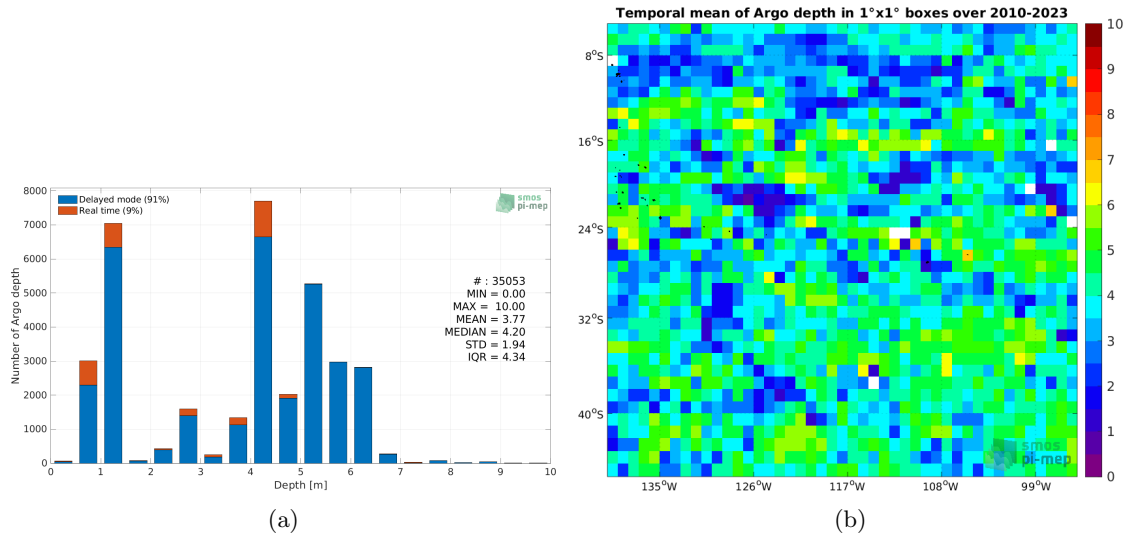 Number of Argo depth
8000
7000
6000
5000
4000
3000
2000
1000
0
Delayed mode (91%)
Real time (9%)
smos
pi-mep
# : 35053
MIN = 0.00
MAX = 10.00
MEAN = 3.77
MEDIAN = 4.20
STD = 1.94
IQR = 4.34
0 1 2 3 4 5 6 7 8 9 10
Depth [m]
(a)
Temporal mean of Argo depth in 1°x1° boxes over 2010-2023
8°S
16°S
24°S
32°S
40°S
135°W 126°W 117°W 108°W 99°W
smos
pi-mep
10
9
8
7
6
5
4
3
2
1
0
(b)